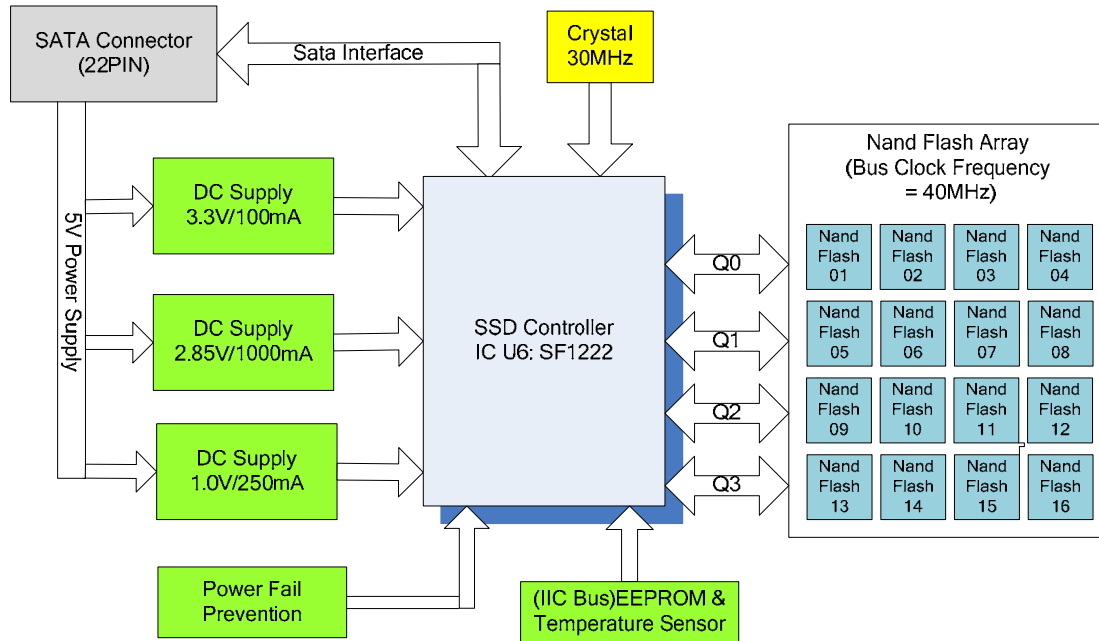 SATA Connector
(22PIN)
Sata Interface
Crystal
30MHz
5V Power Supply
DC Supply
3.3V/100mA
DC Supply
2.85V/1000mA
DC Supply
1.0V/250mA
Power Fail
Prevention
SSD Controller
IC U6: SF1222
(IIC Bus)EEPROM &
Temperature Sensor
Q0
Q1
Q2
Q3
Nand Flash Array
(Bus Clock Frequency
= 40MHz)
Nand
Flash
01
Nand
Flash
02
Nand
Flash
03
Nand
Flash
04
Nand
Flash
05
Nand
Flash
06
Nand
Flash
07
Nand
Flash
08
Nand
Flash
09
Nand
Flash
10
Nand
Flash
11
Nand
Flash
12
Nand
Flash
13
Nand
Flash
14
Nand
Flash
15
Nand
Flash
16